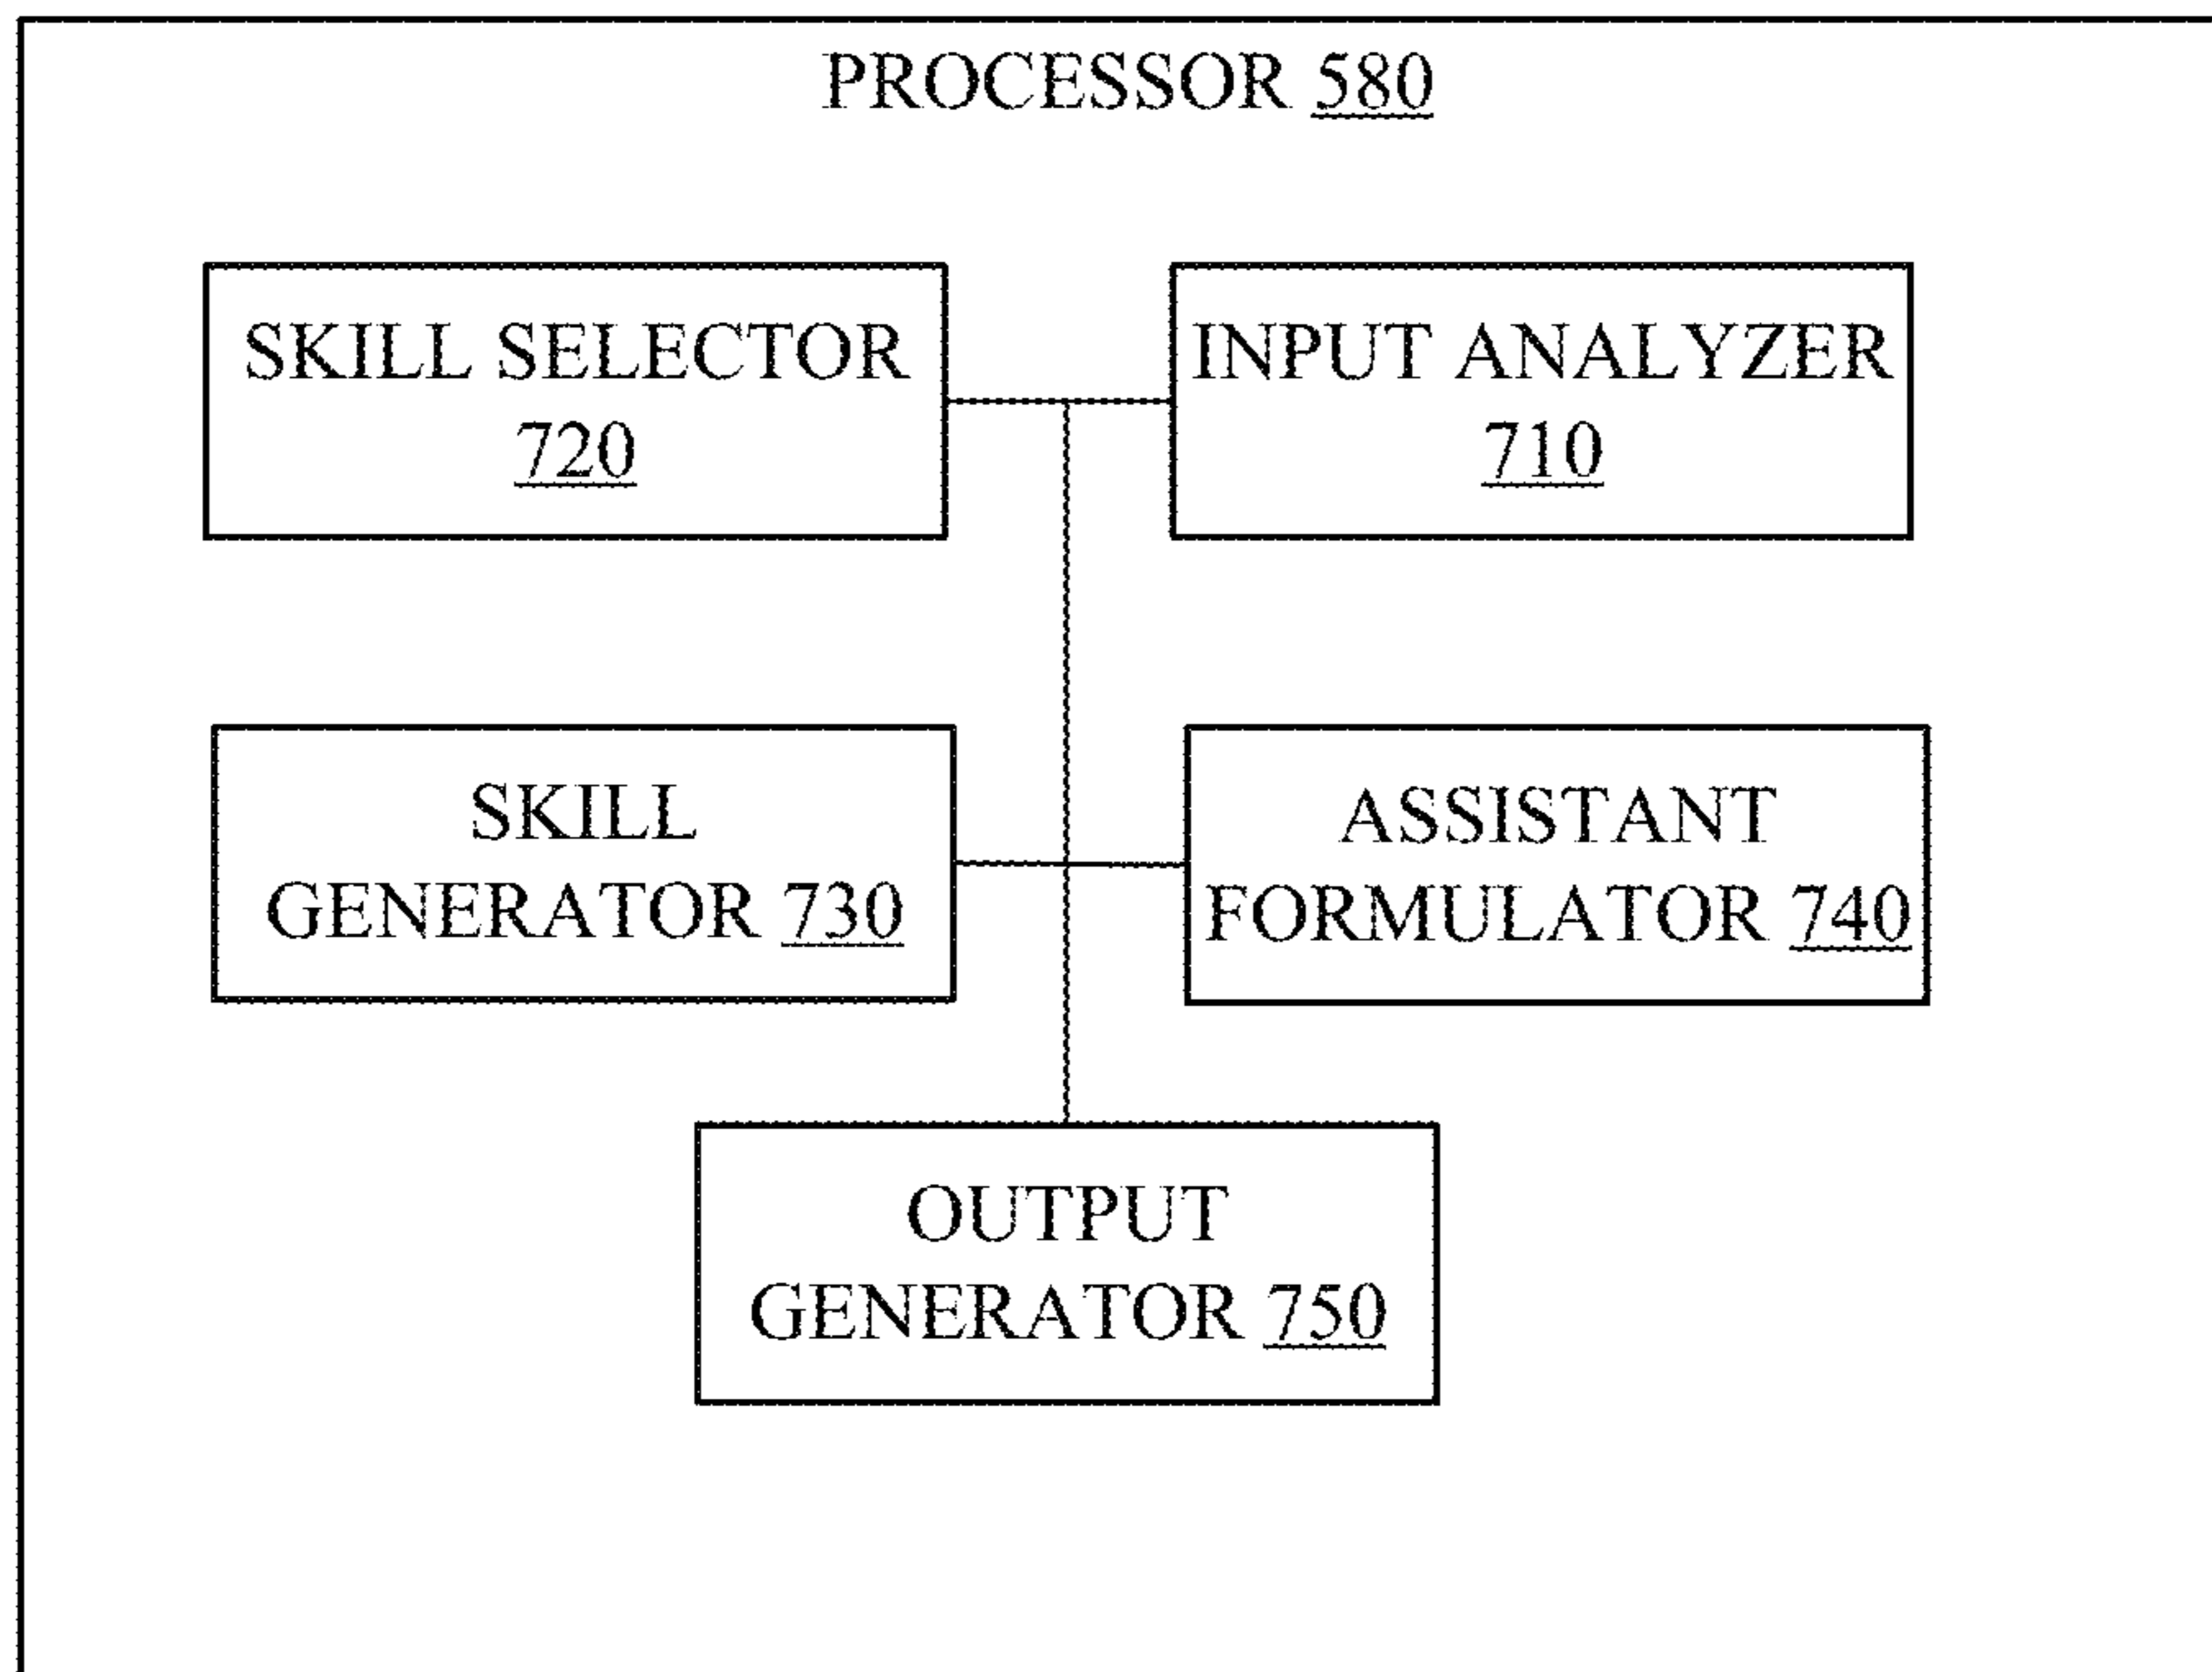 PROCESSOR 580
SKILL SELECTOR
720
INPUT ANALYZER
710
SKILL
GENERATOR 730
ASSISTANT
FORMULATOR 740
OUTPUT
GENERATOR 750